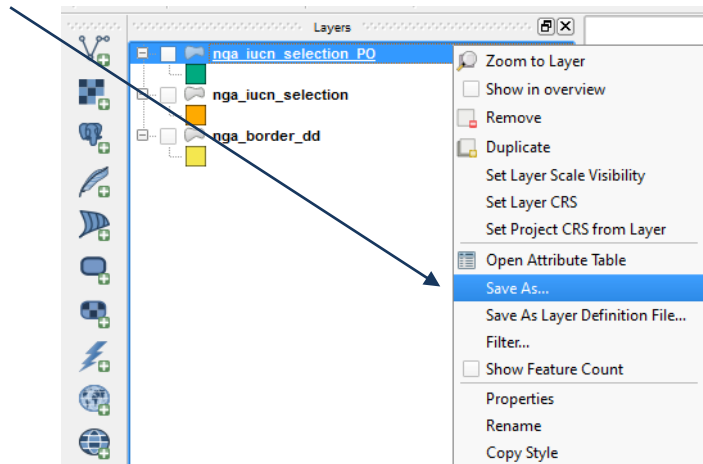 Layers
nga_iucn_selection_PO
nga_iucn_selection
nga_border_dd
Zoom to Layer
Show in overview
Remove
Duplicate
Set Layer Scale Visibility
Set Layer CRS
Set Project CRS from Layer
Open Attribute Table
Save As...
Save As Layer Definition File...
Filter...
Show Feature Count
Properties
Rename
Copy Style